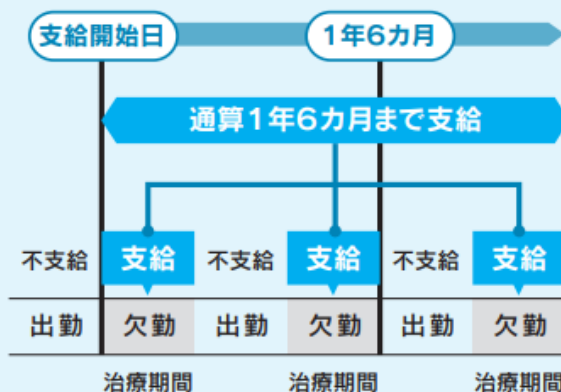 支給開始日 1年6カ月
通算1年6カ月まで支給
不支給 支給 不支給 支給 不支給 支給
出勤 欠勤 出勤 欠勤 出勤 欠勤
治療期間 治療期間 治療期間